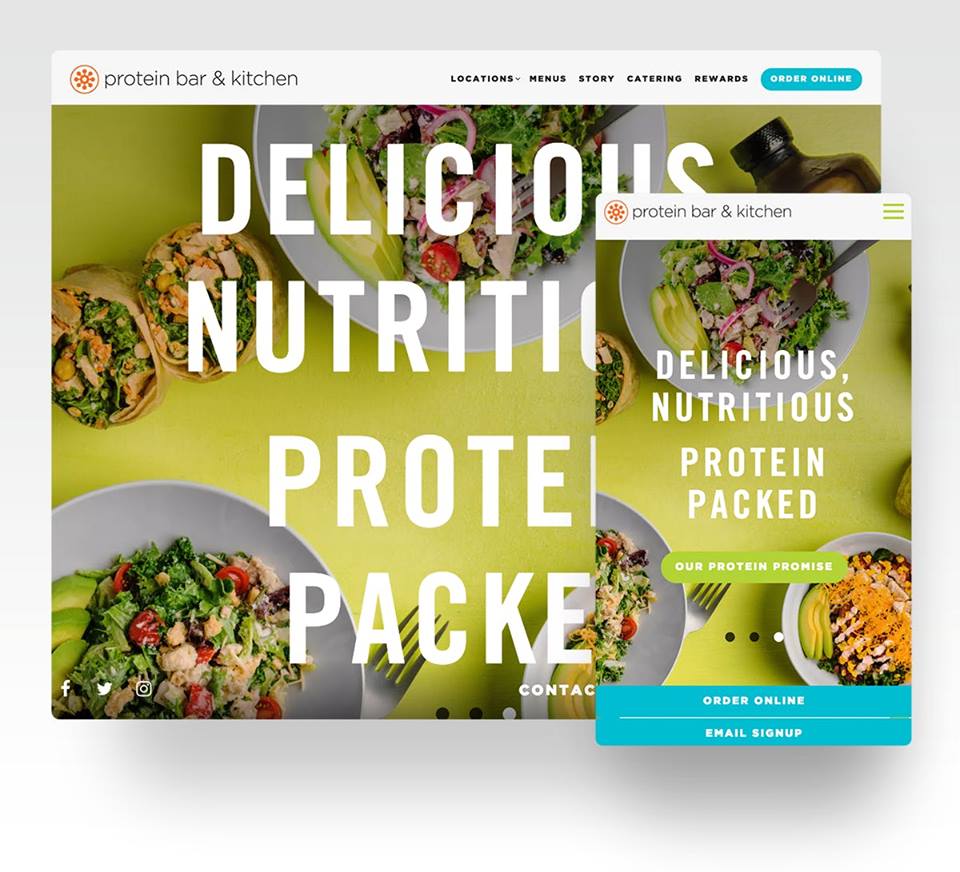 protein bar & kitchen
LOCATIONS MENUS STORY CATERING REWARDS ORDER ONLINE
DELICIOUS
NUTRITIO
PROTEI
PACKE
CONTAC
protein bar & kitchen
DELICIOUS,
NUTRITIOUS
PROTEIN
PACKED
OUR PROTEIN PROMISE
ORDER ONLINE
EMAIL SIGNUP